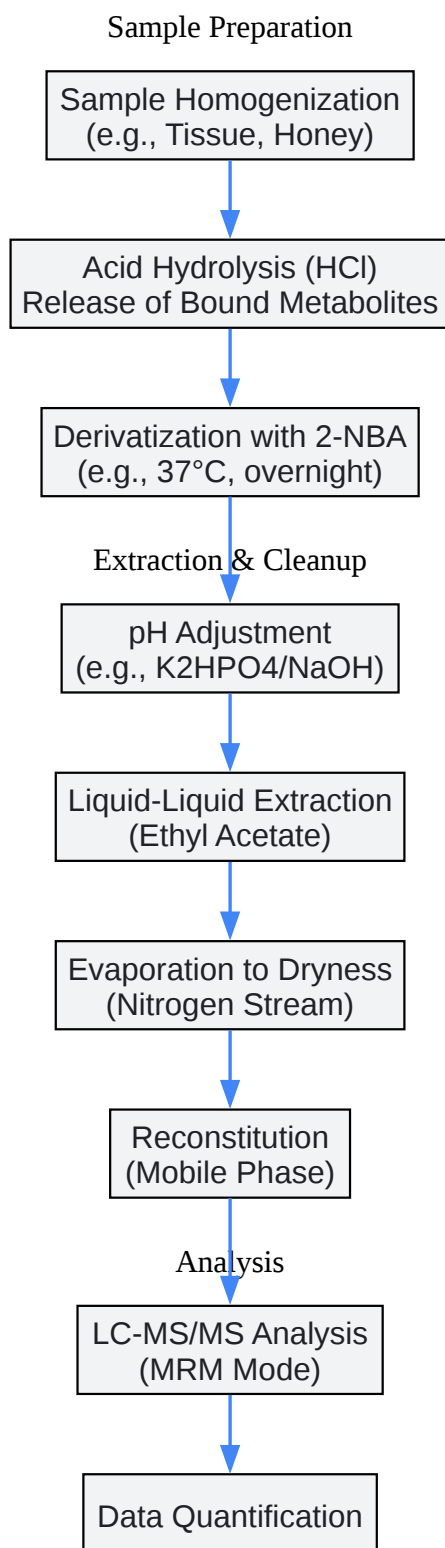 Sample Preparation
Sample Homogenization
(e.g., Tissue, Honey)
Acid Hydrolysis (HCl)
Release of Bound Metabolites
Derivatization with 2-NBA
(e.g., 37°C, overnight)
Extraction & Cleanup
pH Adjustment
(e.g., K2HPO4/NaOH)
Liquid-Liquid Extraction
(Ethyl Acetate)
Evaporation to Dryness
(Nitrogen Stream)
Reconstitution
(Mobile Phase)
Analysis
LC-MS/MS Analysis
(MRM Mode)
Data Quantification